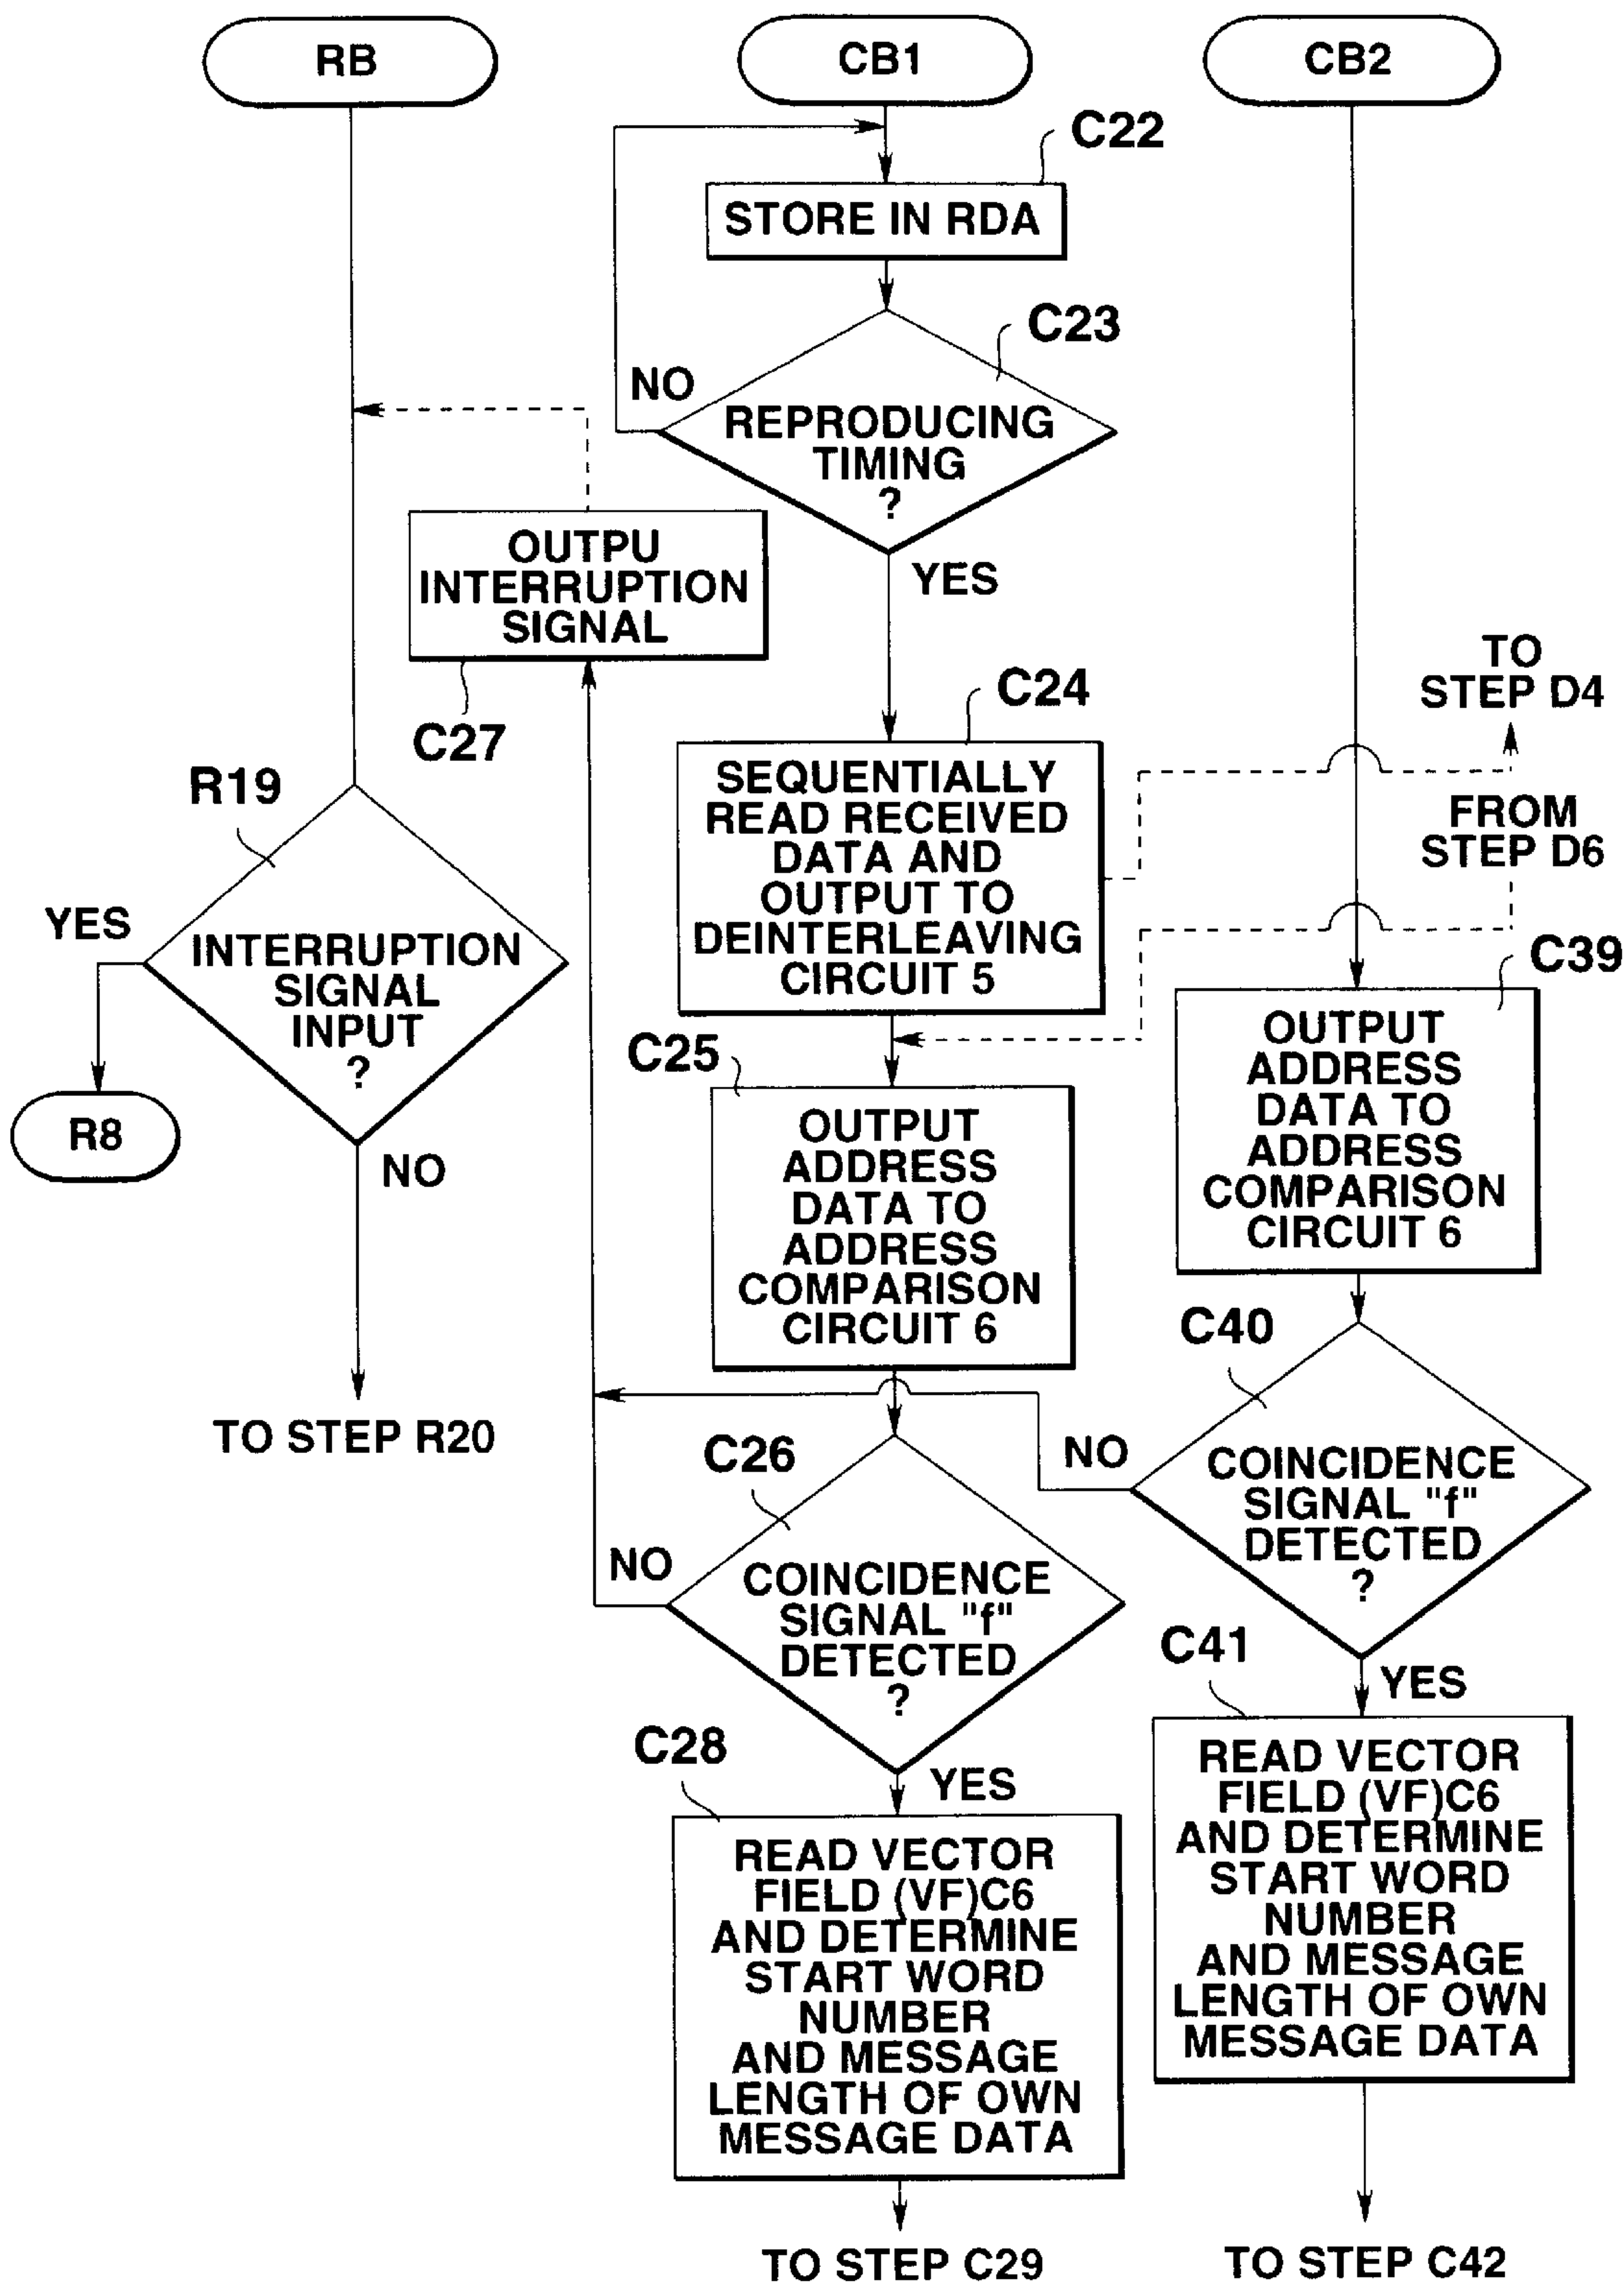 RB
CB1
CB2
C22
STORE IN RDA
C23
NO
REPRODUCING
TIMING
?
YES
OUTPU
INTERRUPTION
SIGNAL
C27
TO
STEP D4
FROM
STEP D6
C24
SEQUENTIALLY
READ RECEIVED
DATA AND
OUTPUT TO
DEINTERLEAVING
CIRCUIT 5
R19
YES
INTERRUPTION
SIGNAL
INPUT
?
R8
NO
TO STEP R20
C25
OUTPUT
ADDRESS
DATA TO
ADDRESS
COMPARISON
CIRCUIT 6
C39
OUTPUT
ADDRESS
DATA TO
ADDRESS
COMPARISON
CIRCUIT 6
C40
NO
COINCIDENCE
SIGNAL "f"
DETECTED
?
YES
C26
NO
COINCIDENCE
SIGNAL "f"
DETECTED
?
YES
C41
READ VECTOR
FIELD (VF)C6
AND DETERMINE
START WORD
NUMBER
AND MESSAGE
LENGTH OF OWN
MESSAGE DATA
C28
READ VECTOR
FIELD (VF)C6
AND DETERMINE
START WORD
NUMBER
AND MESSAGE
LENGTH OF OWN
MESSAGE DATA
TO STEP C29
TO STEP C42